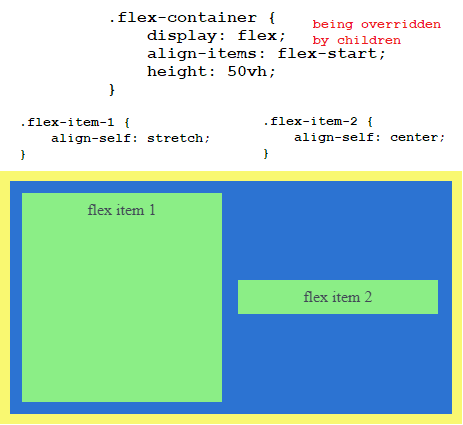 .flex-container {
being overridden
display: flex;
by children
align-items: flex-start;
height: 50vh;
}
.flex-item-1 {
align-self: stretch;
}
.flex-item-2 {
align-self: center;
}
flex item 1
flex item 2